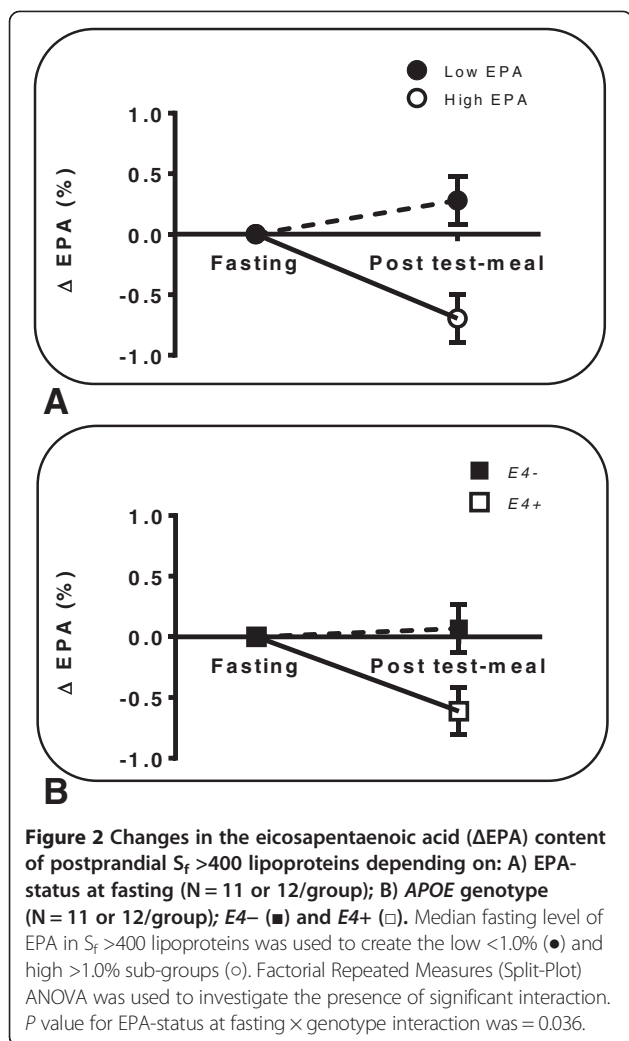 Low EPA
High EPA
1.0
0.5
0.0
-0.5
-1.0
Δ EPA (%)
Fasting
Post test-meal
A
E4-
E4+
1.0
0.5
0.0
-0.5
-1.0
Δ EPA (%)
Fasting
Post test-meal
B
Figure 2 Changes in the eicosapentaenoic acid (ΔEPA) content
of postprandial Sf >400 lipoproteins depending on: A) EPA-
status at fasting (N = 11 or 12/group); B) APOE genotype
(N = 11 or 12/group); E4− (■) and E4+ (□). Median fasting level of
EPA in Sf >400 lipoproteins was used to create the low <1.0% (●) and
high >1.0% sub-groups (○). Factorial Repeated Measures (Split-Plot)
ANOVA was used to investigate the presence of significant interaction.
P value for EPA-status at fasting × genotype interaction was = 0.036.